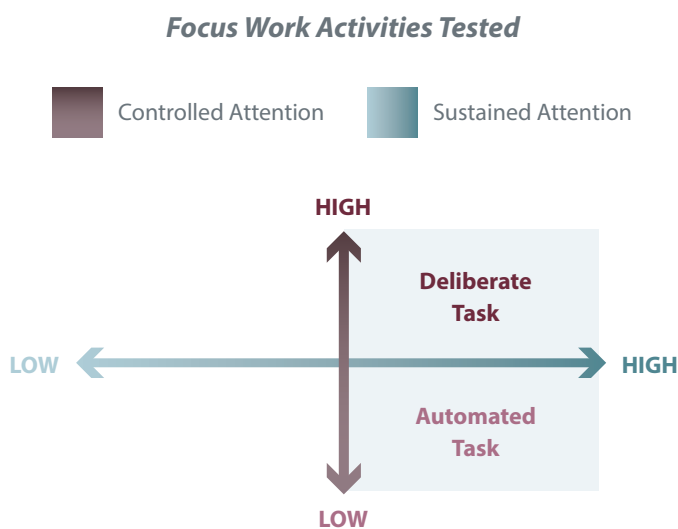 Focus Work Activities Tested
Controlled Attention
Sustained Attention
HIGH
Deliberate
Task
LOW
HIGH
Automated
Task
LOW